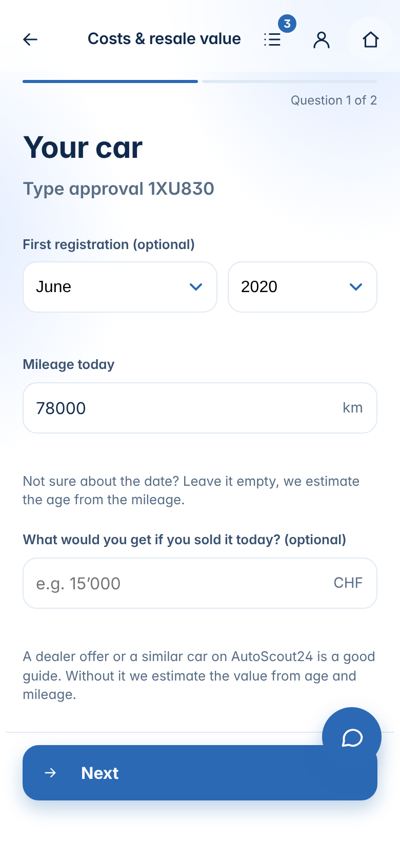 Costs & resale value
3
Question 1 of 2
Your car
Type approval 1XU830
First registration (optional)
June
2020
Mileage today
78000
km
Not sure about the date? Leave it empty, we estimate
the age from the mileage.
What would you get if you sold it today? (optional)
e.g. 15’000
CHF
A dealer offer or a similar car on AutoScout24 is a good
guide. Without it we estimate the value from age and
mileage.
Next